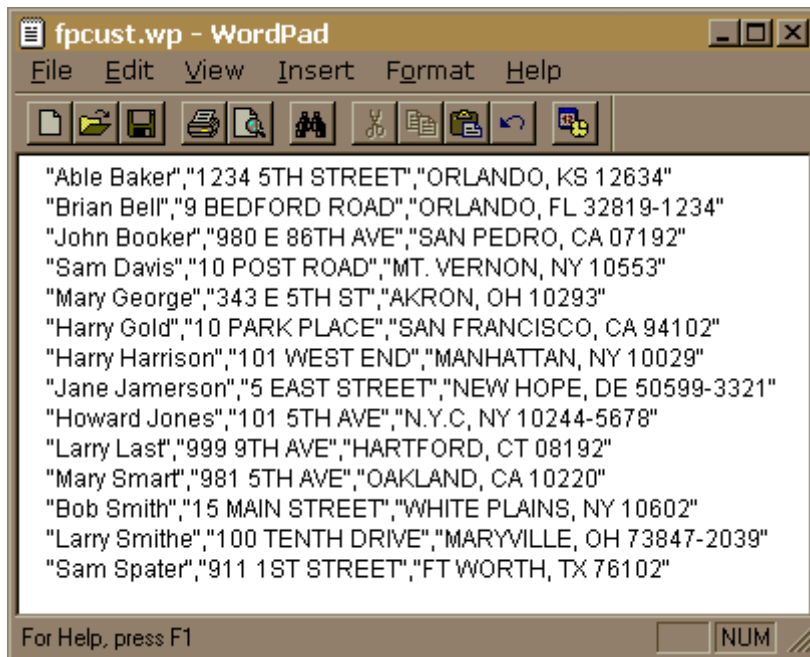 fpcust.wp - WordPad
File Edit View Insert Format Help
"Able Baker","1234 5TH STREET","ORLANDO, KS 12634"
"Brian Bell","9 BEDFORD ROAD","ORLANDO, FL 32819-1234"
"John Booker","980 E 86TH AVE","SAN PEDRO, CA 07192"
"Sam Davis","10 POST ROAD","MT. VERNON, NY 10553"
"Mary George","343 E 5TH ST","AKRON, OH 10293"
"Harry Gold","10 PARK PLACE","SAN FRANCISCO, CA 94102"
"Harry Harrison","101 WEST END","MANHATTAN, NY 10029"
"Jane Jamerson","5 EAST STREET","NEW HOPE, DE 50599-3321"
"Howard Jones","101 5TH AVE","N.Y.C, NY 10244-5678"
"Larry Last","999 9TH AVE","HARTFORD, CT 08192"
"Mary Smart","981 5TH AVE","OAKLAND, CA 10220"
"Bob Smith","15 MAIN STREET","WHITE PLAINS, NY 10602"
"Larry Smithe","100 TENTH DRIVE","MARYVILLE, OH 73847-2039"
"Sam Spater","911 1ST STREET","FT WORTH, TX 76102"
For Help, press F1 NUM